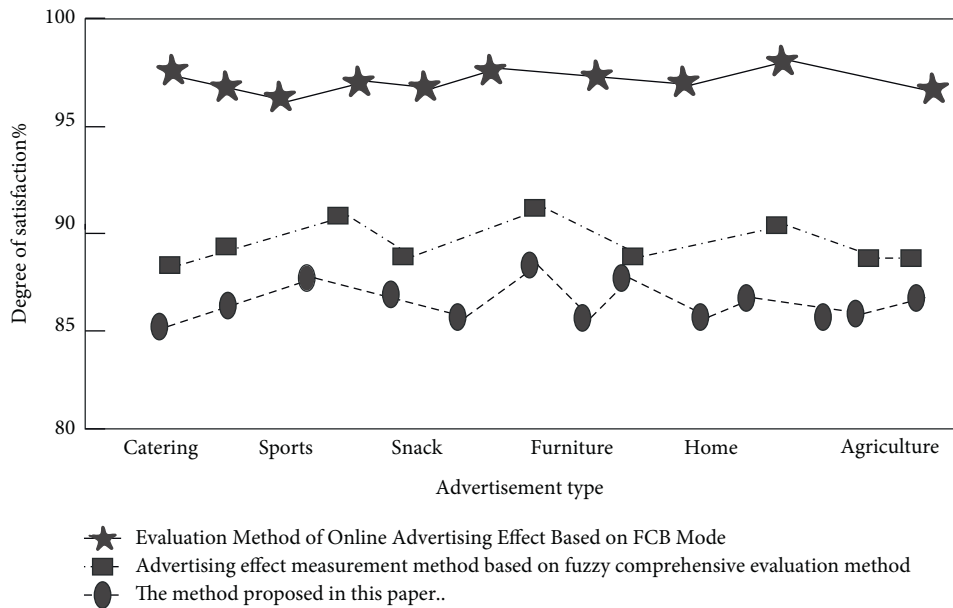 100
95
90
85
80
Degree of satisfaction%
Catering Sports Snack Furniture Home Agriculture
Advertisement type
Evaluation Method of Online Advertising Effect Based on FCB Mode
Advertising effect measurement method based on fuzzy comprehensive evaluation method
The method proposed in this paper..